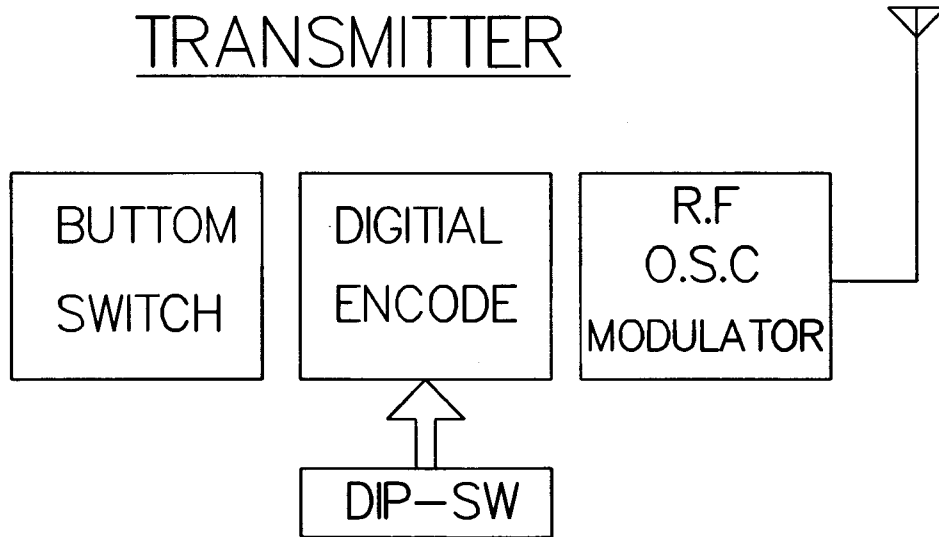 TRANSMITTER
BUTTOM
SWITCH
DIGITIAL
ENCODE
R.F
O.S.C
MODULATOR
DIP-SW